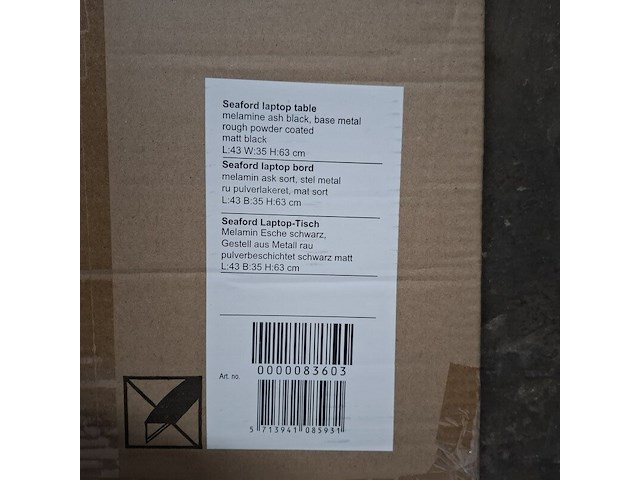 Seaford laptop table
melamine ash black, base metal
rough powder coated
matt black
L:43 W:35 H:63 cm
Seaford laptop bord
melamin ask sort, stel metal
ru pulverlakeret, mat sort
L:43 B:35 H:63 cm
Seaford Laptop-Tisch
Melamin Esche schwarz,
Gestell aus Metall rau
pulverbeschichtet schwarz matt
L:43 B:35 H:63 cm
0000083603
Art. no.
5 713941 085931